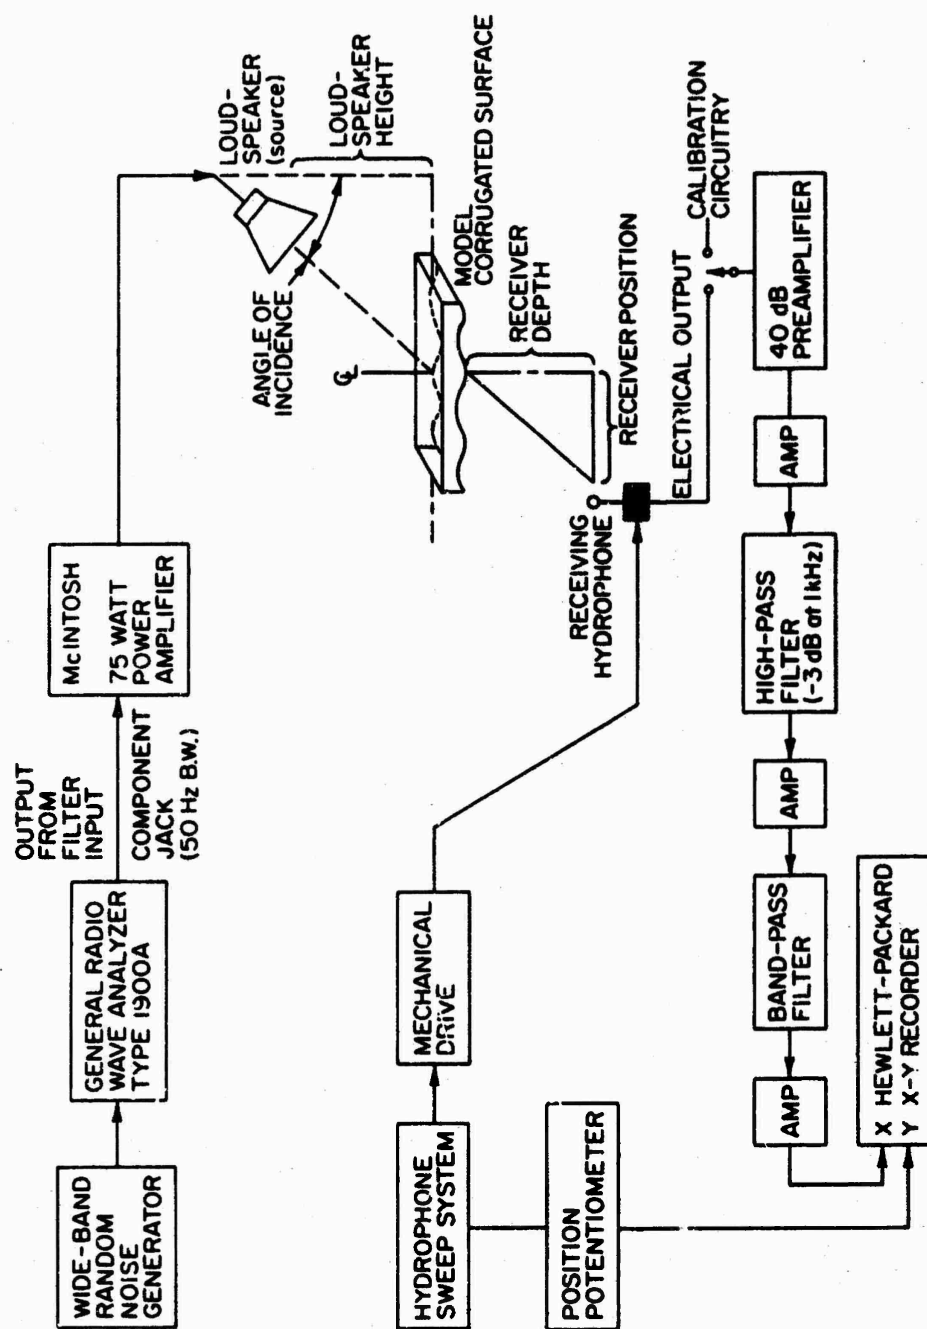 WIDE-BAND
RANDOM
NOISE
GENERATOR
GENERAL RADIO
WAVE ANALYZER
TYPE 1900A
OUTPUT
FROM
FILTER
INPUT
COMPONENT
JACK
(50 Hz B.W.)
McINTOSH
75 WATT
POWER
AMPLIFIER
LOUD-
SPEAKER
(source)
LOUD-
SPEAKER
HEIGHT
ANGLE OF
INCIDENCE
℄
MODEL
CORRUGATED SURFACE
RECEIVER
DEPTH
RECEIVER POSITION
RECEIVING
HYDROPHONE
ELECTRICAL OUTPUT
CALIBRATION
CIRCUITRY
HYDROPHONE
SWEEP SYSTEM
MECHANICAL
DRIVE
POSITION
POTENTIOMETER
40 dB
PREAMPLIFIER
AMP
HIGH-PASS
FILTER
(-3 dB at 1kHz)
AMP
BAND-PASS
FILTER
AMP
X HEWLETT-PACKARD
Y X-Y RECORDER